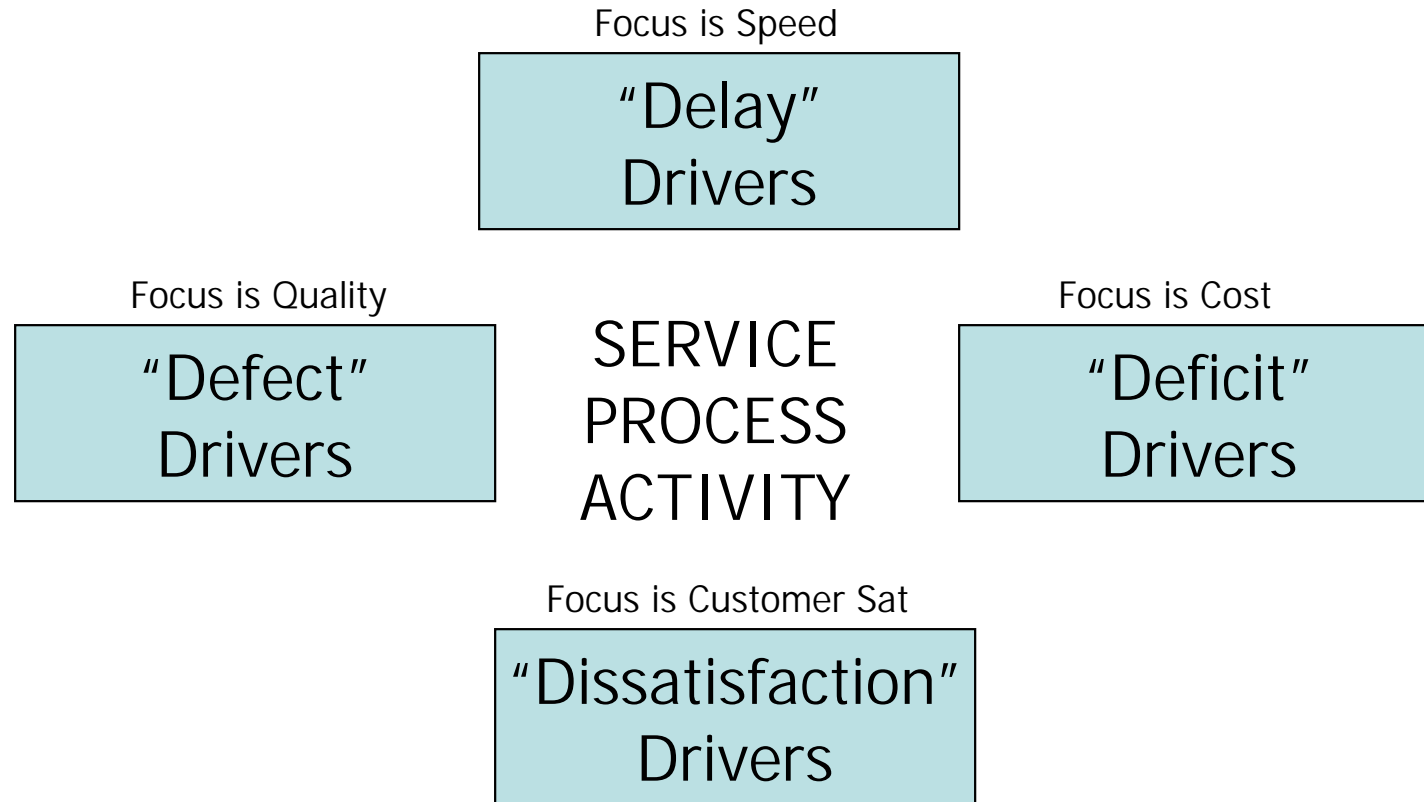 Focus is Speed
“Delay”
Drivers
Focus is Quality
“Defect”
Drivers
SERVICE
PROCESS
ACTIVITY
Focus is Cost
“Deficit”
Drivers
Focus is Customer Sat
“Dissatisfaction”
Drivers